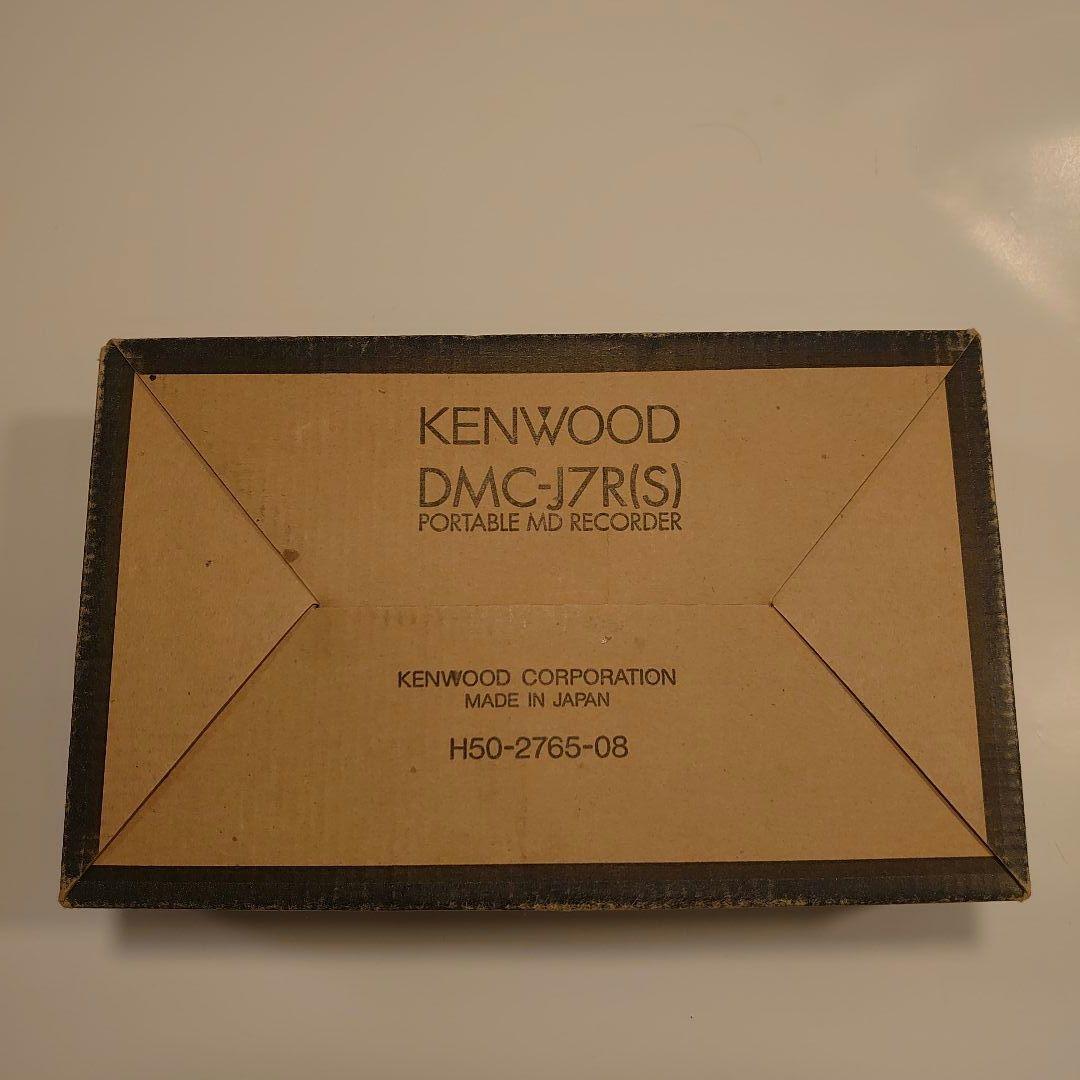 KENWOOD
DMC-J7R(S)
PORTABLE MD RECORDER
KENWOOD CORPORATION
MADE IN JAPAN
H50-2765-08